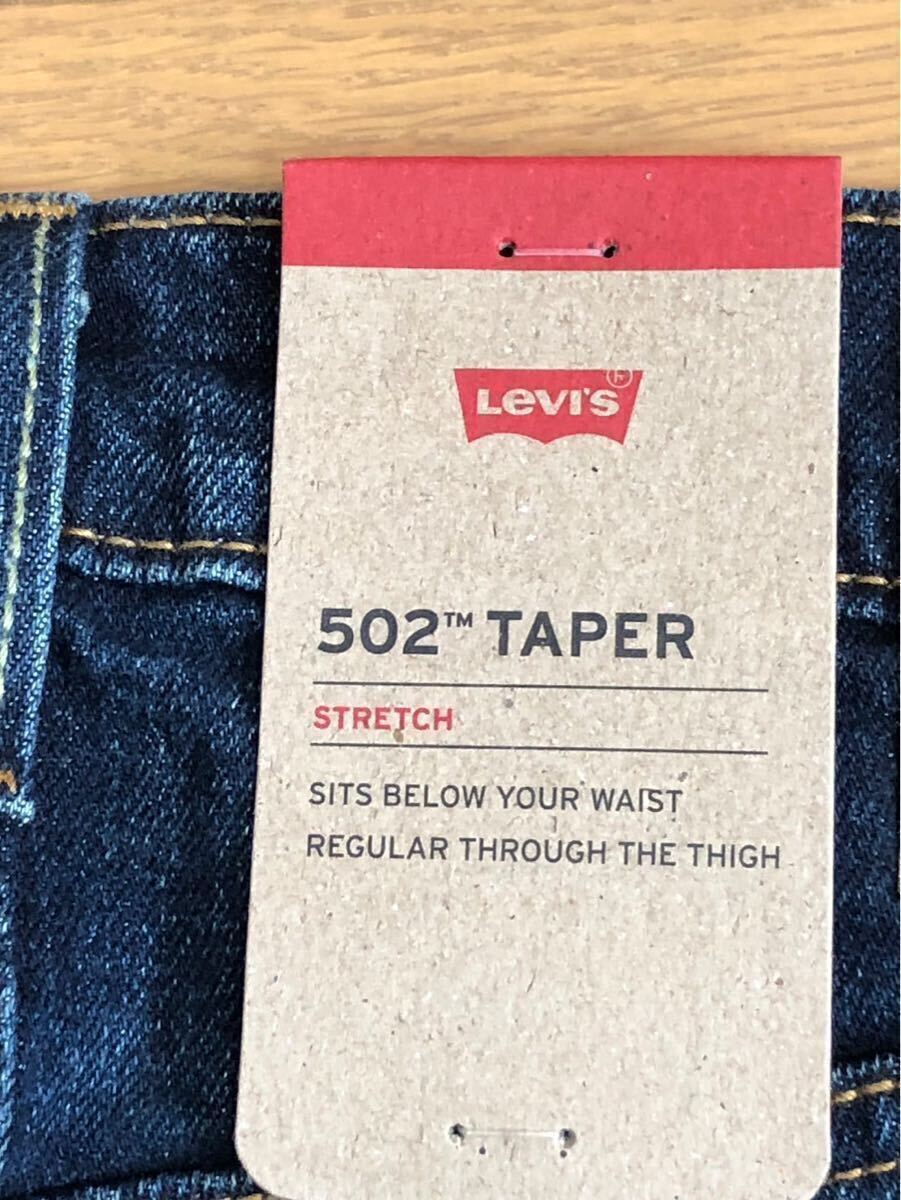 LEVI'S
502™ TAPER
STRETCH
SITS BELOW YOUR WAIST
REGULAR THROUGH THE THIGH